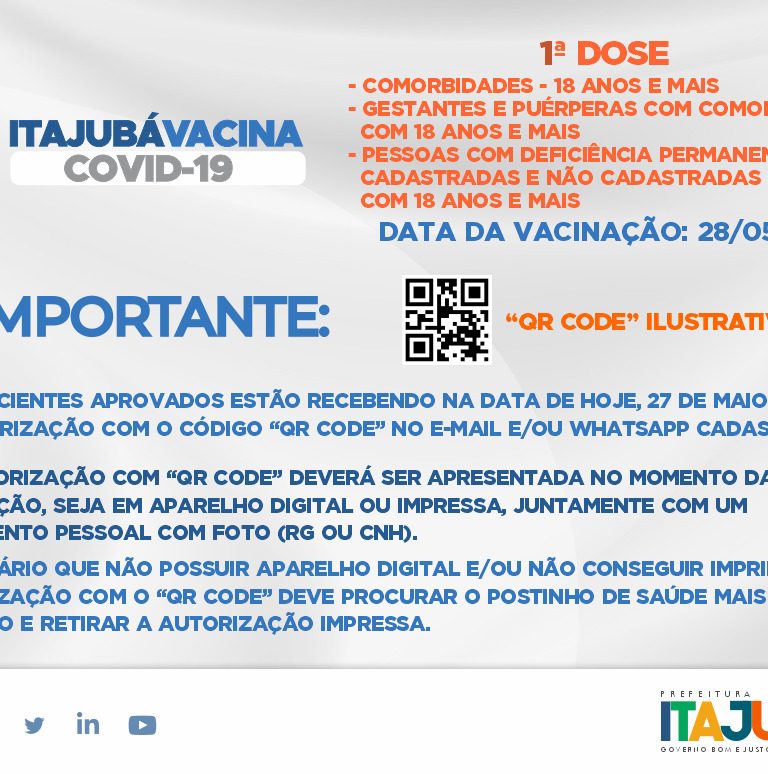 1ª DOSE
- COMORBIDADES - 18 ANOS E MAIS
- GESTANTES E PUÉRPERAS COM COMO
COM 18 ANOS E MAIS
- PESSOAS COM DEFICIÊNCIA PERMANEN
CADASTRADAS E NÃO CADASTRADAS
COM 18 ANOS E MAIS
DATA DA VACINAÇÃO: 28/05
ITAJUBÁVACINA
COVID-19
MPORTANTE:
“QR CODE” ILUSTRATIV
CIENTES APROVADOS ESTÃO RECEBENDO NA DATA DE HOJE, 27 DE MAIO
RIZAÇÃO COM O CÓDIGO “QR CODE” NO E-MAIL E/OU WHATSAPP CADAS
ORIZAÇÃO COM “QR CODE” DEVERÁ SER APRESENTADA NO MOMENTO DA
ÇÃO, SEJA EM APARELHO DIGITAL OU IMPRESSA, JUNTAMENTE COM UM
ENTO PESSOAL COM FOTO (RG OU CNH).
ÁRIO QUE NÃO POSSUIR APARELHO DIGITAL E/OU NÃO CONSEGUIR IMPRI
ZAÇÃO COM O “QR CODE” DEVE PROCURAR O POSTINHO DE SAÚDE MAIS
O E RETIRAR A AUTORIZAÇÃO IMPRESSA.
PREFEITURA
ITAJU
GOVERNO BOM E JUSTO